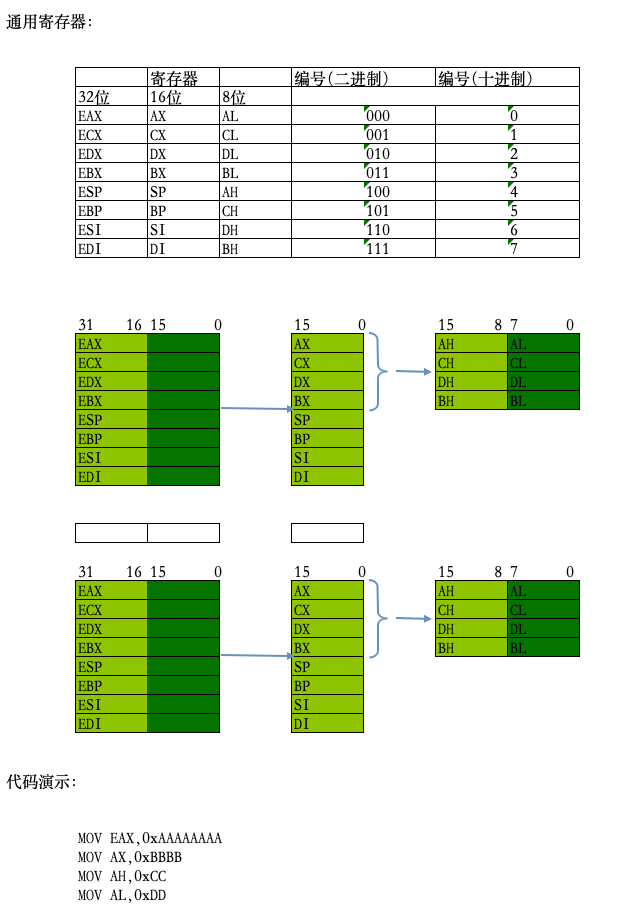 通用寄存器:
寄存器 编号(二进制) 编号(十进制)
32位 16位 8位
EAX AX AL 000 0
ECX CX CL 001 1
EDX DX DL 010 2
EBX BX BL 011 3
ESP SP AH 100 4
EBP BP CH 101 5
ESI SI DH 110 6
EDI DI BH 111 7
31 16 15 0 15 0 15 8 7 0
EAX AX AH AL
ECX CX CH CL
EDX DX DH DL
EBX BX BH BL
ESP SP
EBP BP
ESI SI
EDI DI
31 16 15 0 15 0 15 8 7 0
EAX AX AH AL
ECX CX CH CL
EDX DX DH DL
EBX BX BH BL
ESP SP
EBP BP
ESI SI
EDI DI
代码演示:
MOV EAX,0xAAAAAAAA
MOV AX,0xBBBB
MOV AH,0xCC
MOV AL,0xDD